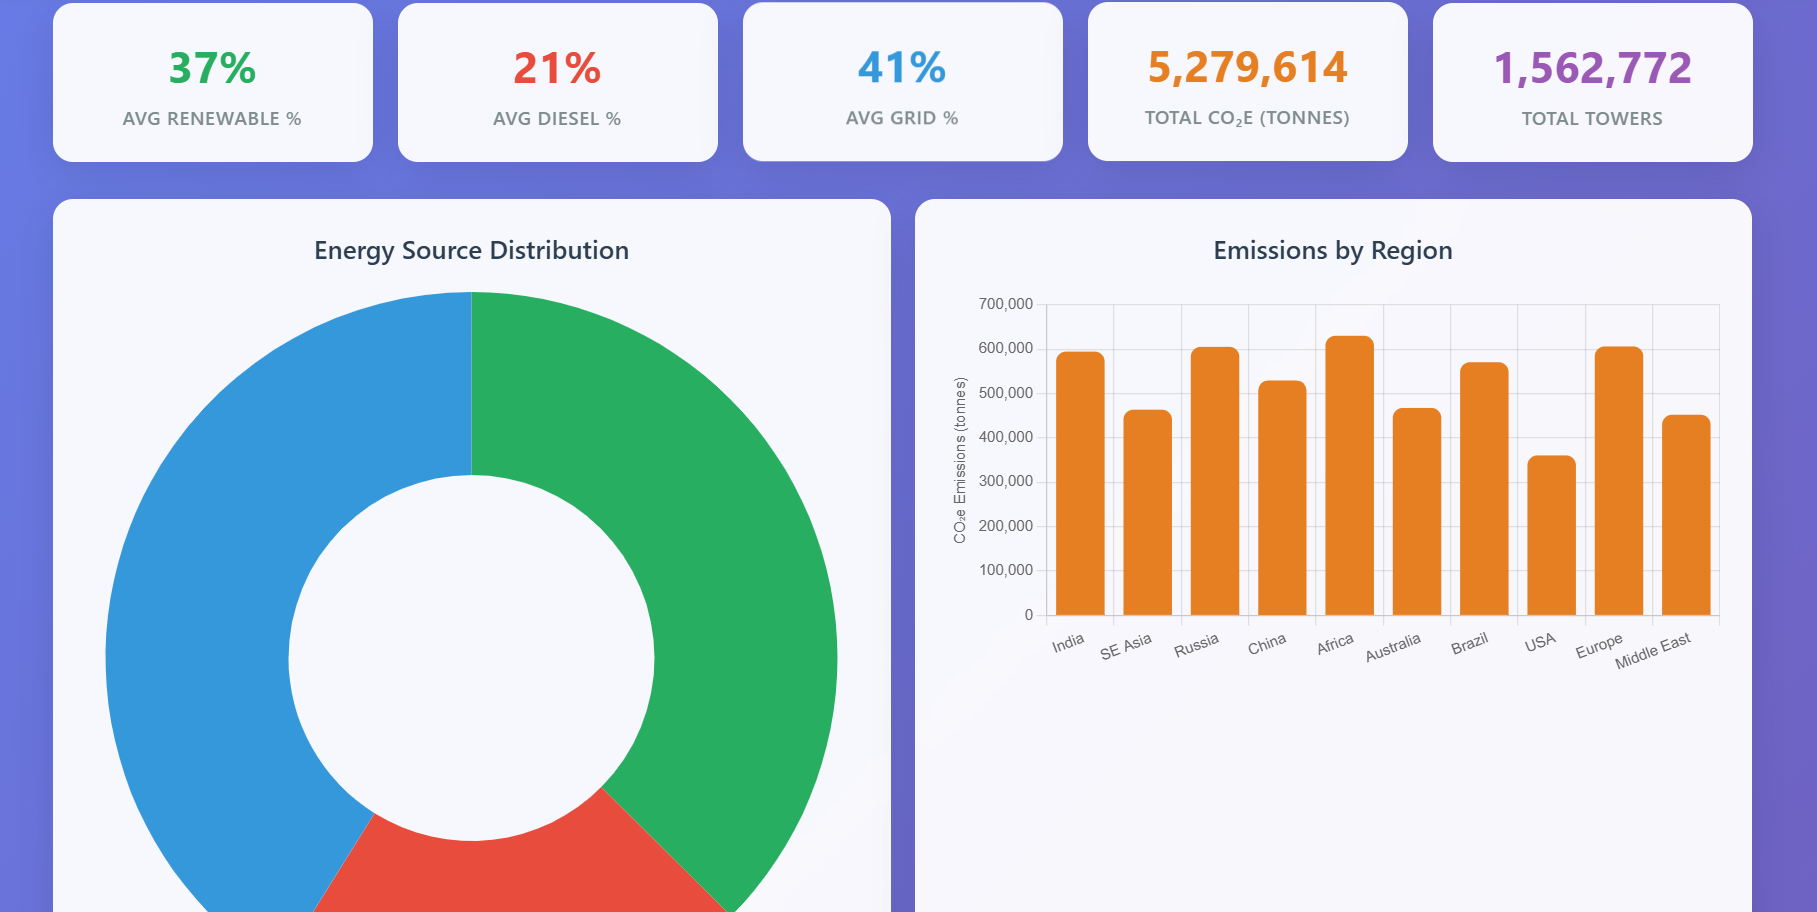 37%
AVG RENEWABLE %
21%
AVG DIESEL %
41%
AVG GRID %
5,279,614
TOTAL CO₂E (TONNES)
1,562,772
TOTAL TOWERS
Energy Source Distribution
Emissions by Region
CO₂e Emissions (tonnes)
700,000
600,000
500,000
400,000
300,000
200,000
100,000
0
India
SE Asia
Russia
China
Africa
Australia
Brazil
USA
Europe
Middle East